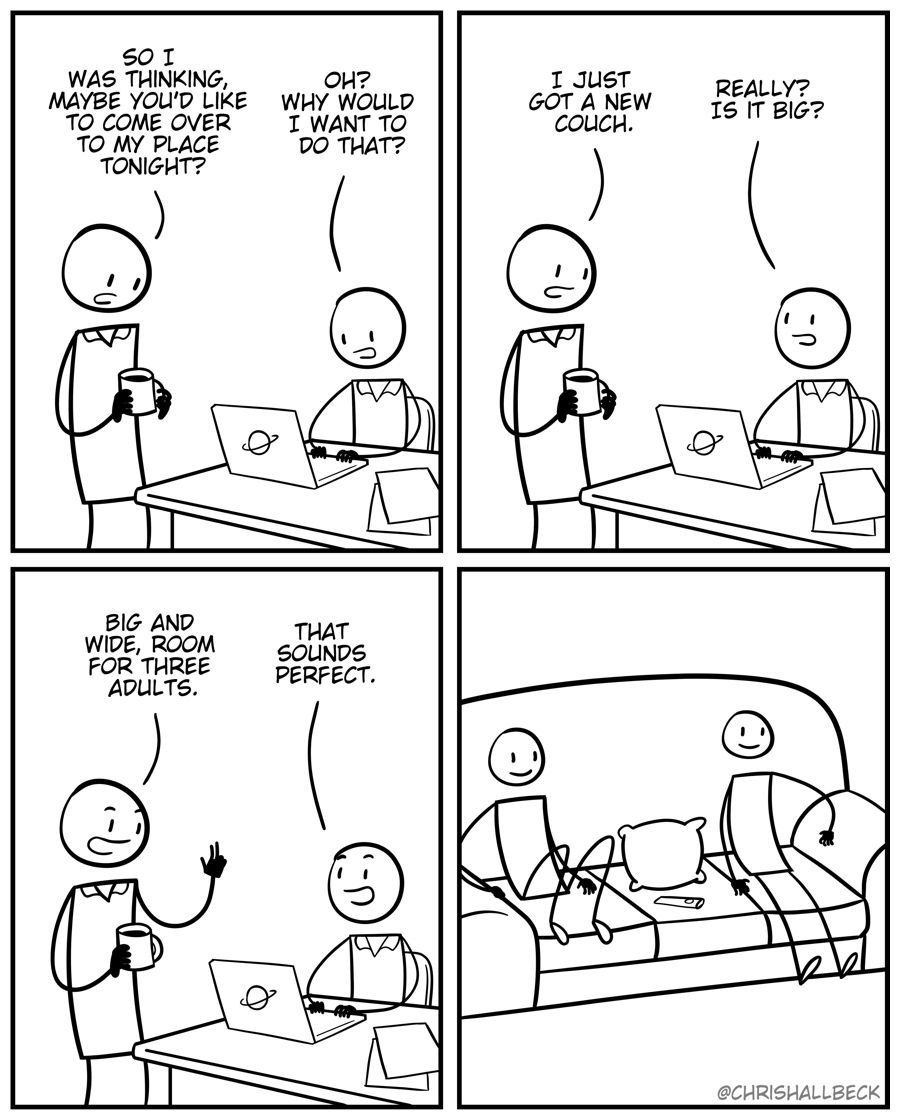 SO I
WAS THINKING,
MAYBE YOU'D LIKE
TO COME OVER
TO MY PLACE
TONIGHT?
OH?
WHY WOULD
I WANT TO
DO THAT?
I JUST
GOT A NEW
COUCH.
REALLY?
IS IT BIG?
BIG AND
WIDE, ROOM
FOR THREE
ADULTS.
THAT
SOUNDS
PERFECT.
@CHRISHALLBECK